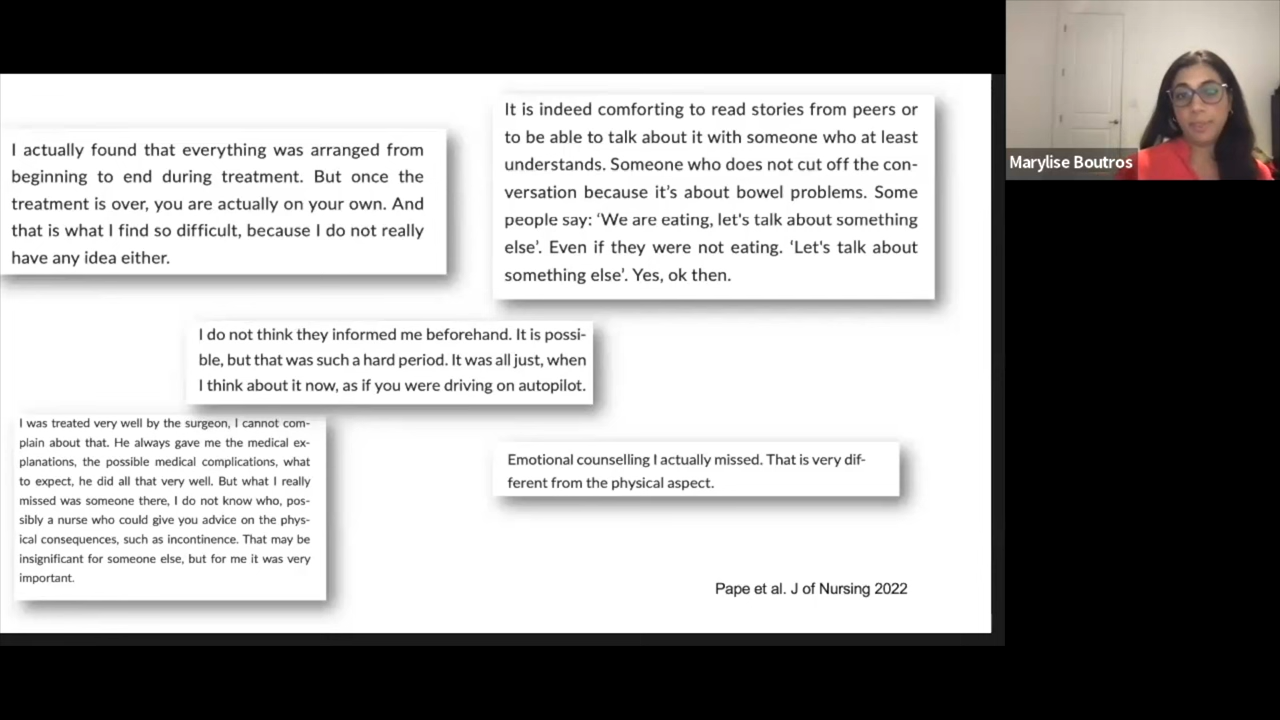 I actually found that everything was arranged from
beginning to end during treatment. But once the
treatment is over, you are actually on your own. And
that is what I find so difficult, because I do not really
have any idea either.
It is indeed comforting to read stories from peers or
to be able to talk about it with someone who at least
understands. Someone who does not cut off the con-
versation because it’s about bowel problems. Some
people say: ‘We are eating, let's talk about something
else’. Even if they were not eating. ‘Let's talk about
something else’. Yes, ok then.
I do not think they informed me beforehand. It is possi-
ble, but that was such a hard period. It was all just, when
I think about it now, as if you were driving on autopilot.
I was treated very well by the surgeon, I cannot com-
plain about that. He always gave me the medical ex-
planations, the possible medical complications, what
to expect, he did all that very well. But what I really
missed was someone there, I do not know who, pos-
sibly a nurse who could give you advice on the phys-
ical consequences, such as incontinence. That may be
insignificant for someone else, but for me it was very
important.
Emotional counselling I actually missed. That is very dif-
ferent from the physical aspect.
Pape et al. J of Nursing 2022
Marylise Boutros